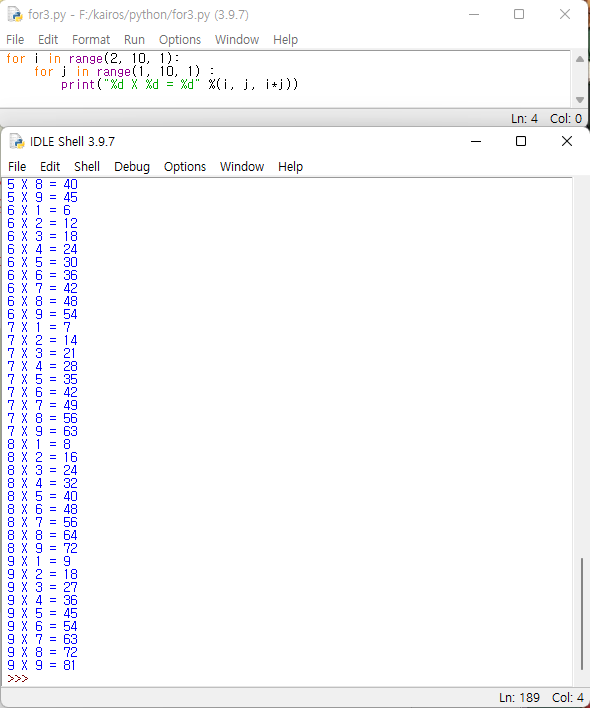 for3.py - F:/kairos/python/for3.py (3.9.7)
File Edit Format Run Options Window Help
for i in range(2, 10, 1):
    for j in range(1, 10, 1) :
        print("%d X %d = %d" %(i, j, i*j))
Ln: 4 Col: 0
IDLE Shell 3.9.7
File Edit Shell Debug Options Window Help
5 X 8 = 40
5 X 9 = 45
6 X 1 = 6
6 X 2 = 12
6 X 3 = 18
6 X 4 = 24
6 X 5 = 30
6 X 6 = 36
6 X 7 = 42
6 X 8 = 48
6 X 9 = 54
7 X 1 = 7
7 X 2 = 14
7 X 3 = 21
7 X 4 = 28
7 X 5 = 35
7 X 6 = 42
7 X 7 = 49
7 X 8 = 56
7 X 9 = 63
8 X 1 = 8
8 X 2 = 16
8 X 3 = 24
8 X 4 = 32
8 X 5 = 40
8 X 6 = 48
8 X 7 = 56
8 X 8 = 64
8 X 9 = 72
9 X 1 = 9
9 X 2 = 18
9 X 3 = 27
9 X 4 = 36
9 X 5 = 45
9 X 6 = 54
9 X 7 = 63
9 X 8 = 72
9 X 9 = 81
>>>
Ln: 189 Col: 4